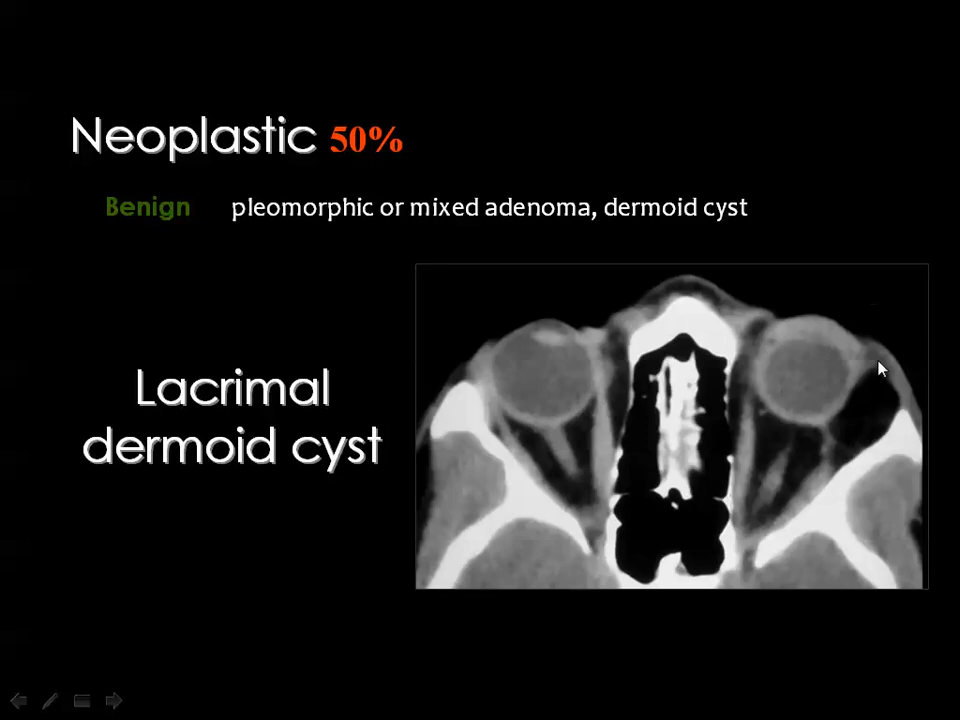 Neoplastic 50%
Benign pleomorphic or mixed adenoma, dermoid cyst
Lacrimal
dermoid cyst